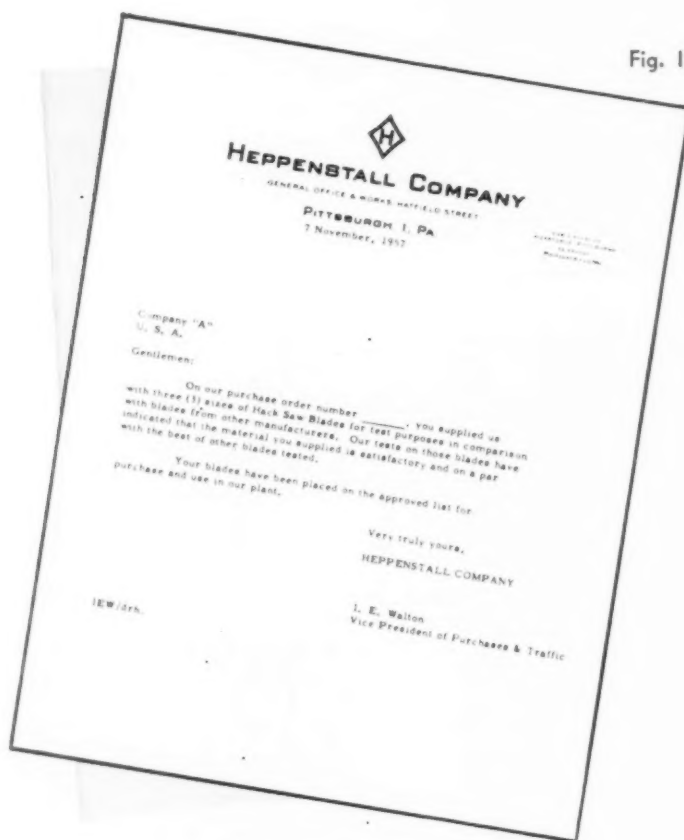 Fig. 1
H
HEPPENSTALL COMPANY
GENERAL OFFICE & WORKS: HATFIELD STREET
PITTSBURGH 1, PA
7 November, 1957
Company "A"
U. S. A.
Gentlemen:
On our purchase order number ______, you supplied us
with three (3) sizes of Hack Saw Blades for test purposes in comparison
with blades from other manufacturers. Our tests on those blades have
indicated that the material you supplied is satisfactory and on a par
with the best of other blades tested.
Your blades have been placed on the approved list for
purchase and use in our plant.
Very truly yours,
HEPPENSTALL COMPANY
I. E. Walton
Vice President of Purchases & Traffic
IEW/drh.